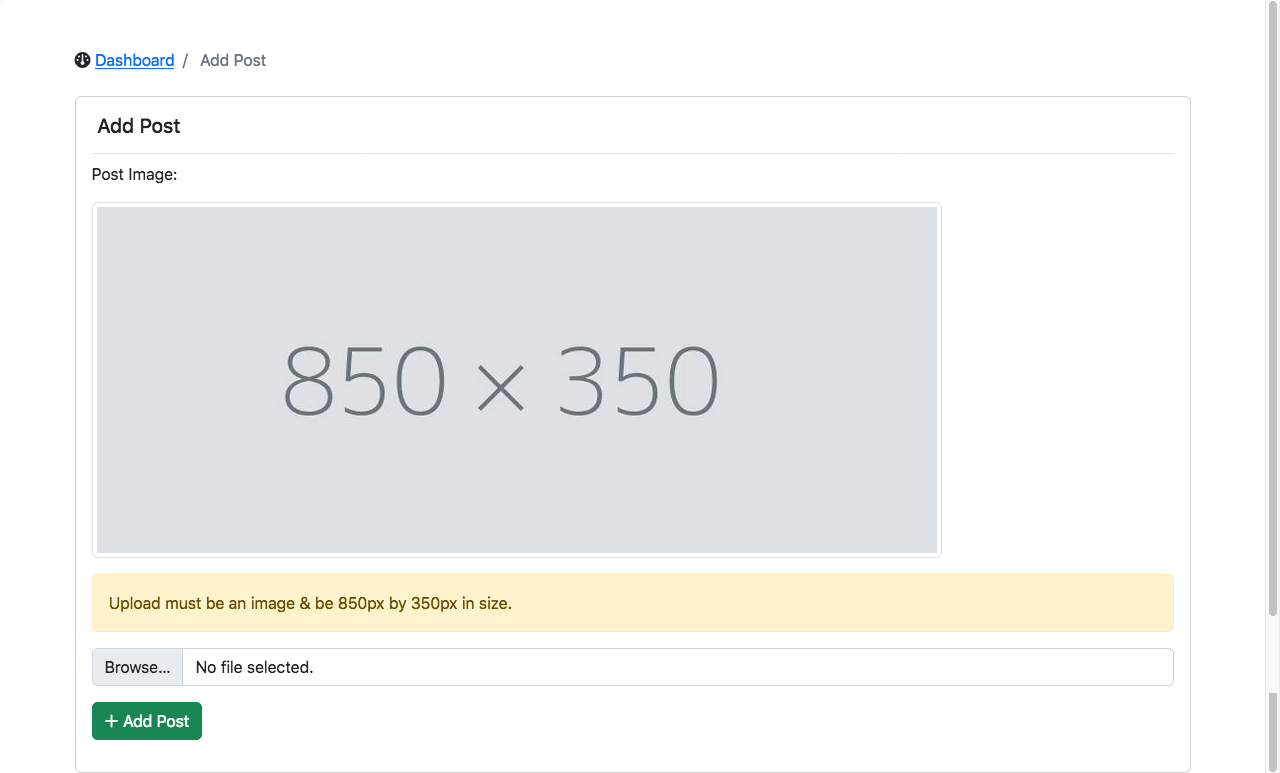 Dashboard / Add Post
Add Post
Post Image:
850 × 350
Upload must be an image & be 850px by 350px in size.
Browse... No file selected.
+ Add Post